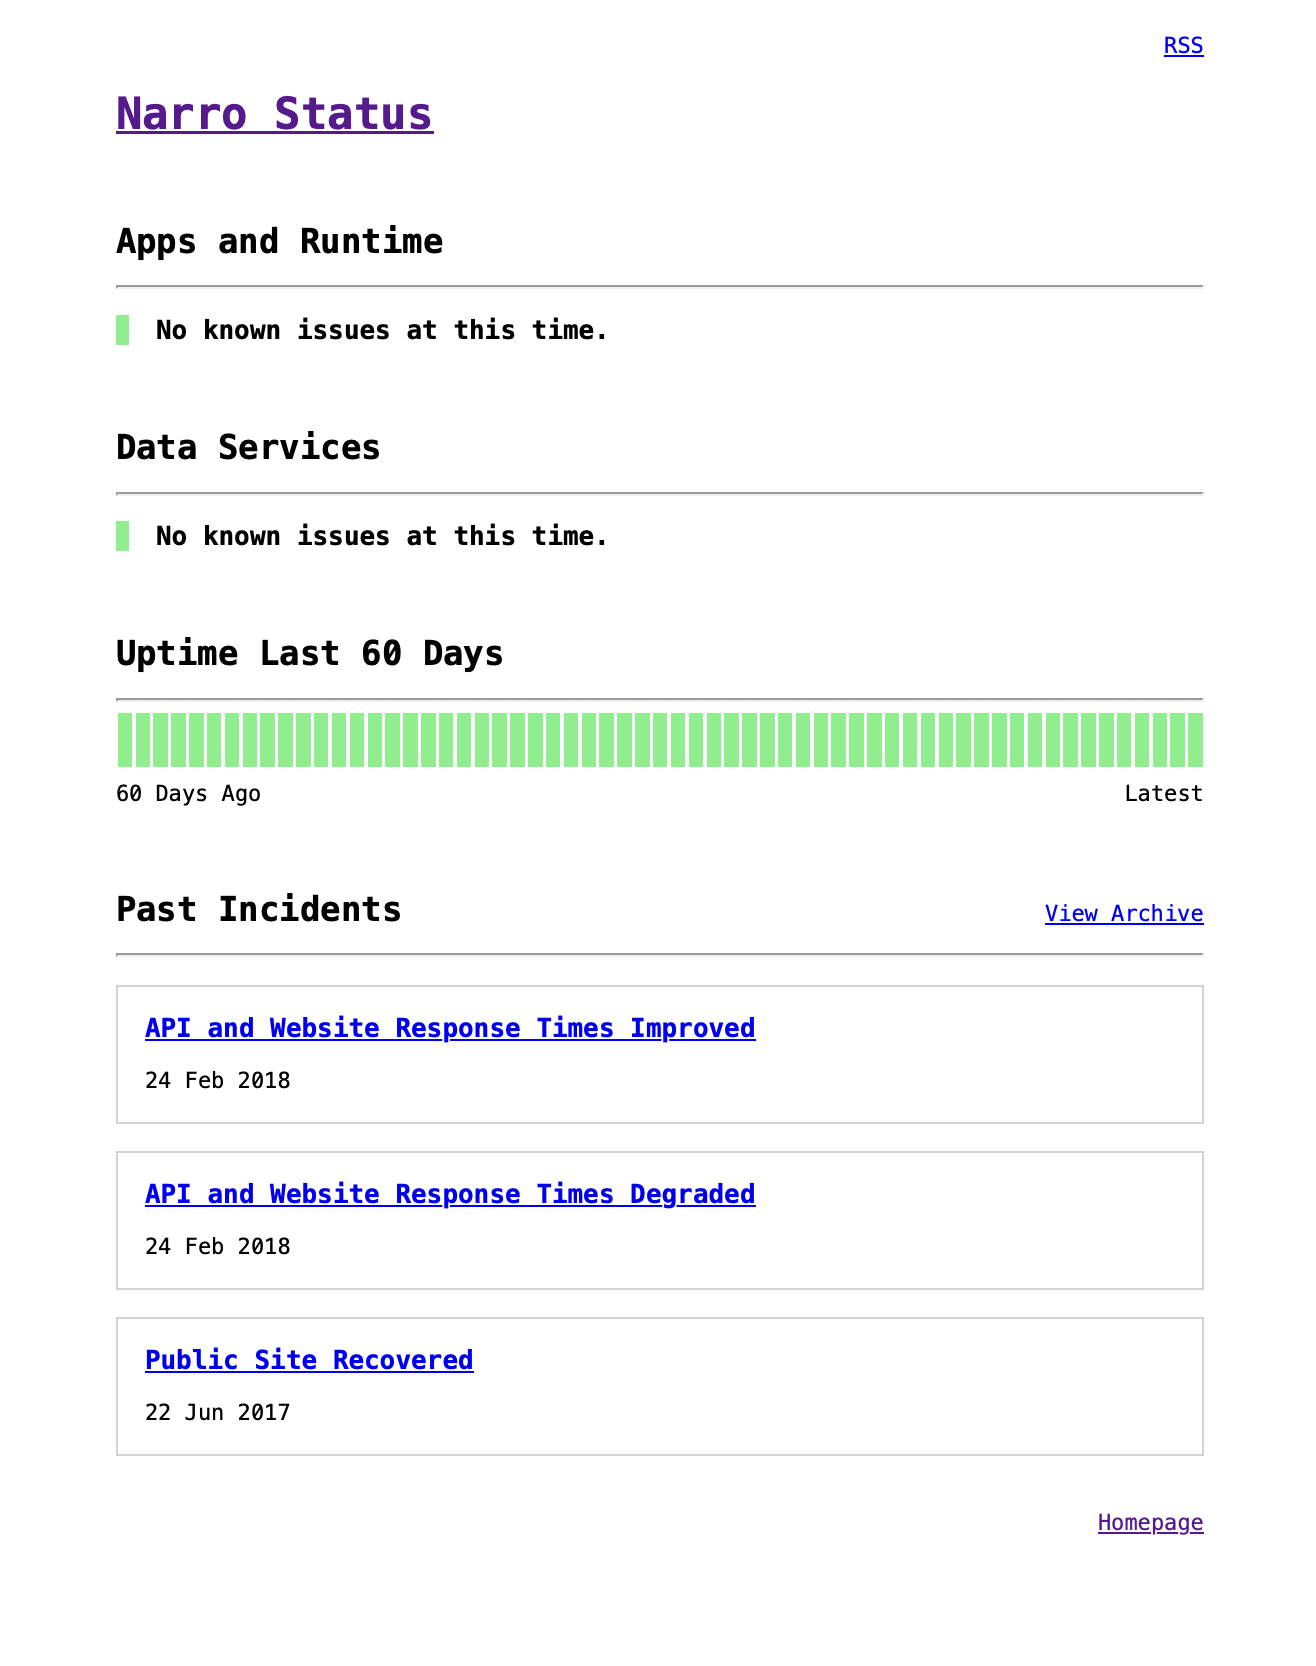 RSS
Narro Status
Apps and Runtime
No known issues at this time.
Data Services
No known issues at this time.
Uptime Last 60 Days
60 Days Ago
Latest
Past Incidents
View Archive
API and Website Response Times Improved
24 Feb 2018
API and Website Response Times Degraded
24 Feb 2018
Public Site Recovered
22 Jun 2017
Homepage